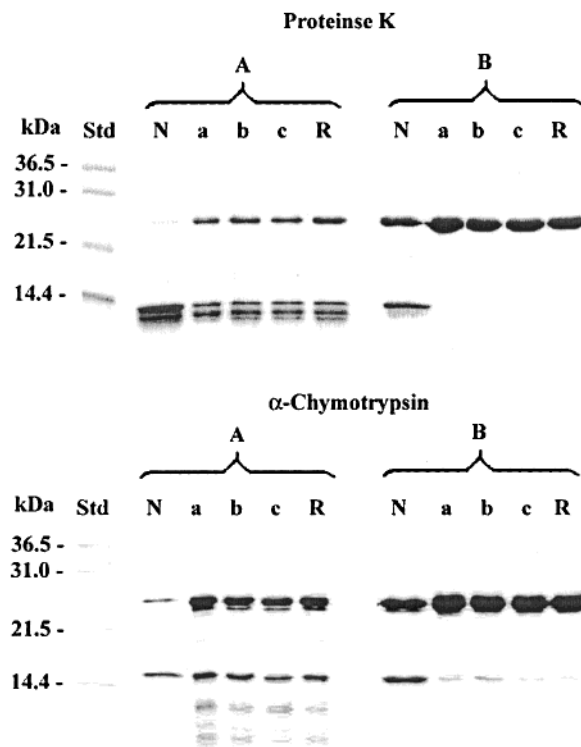 Proteinse K
A B
kDa Std N a b c R N a b c R
36.5 -
31.0 -
21.5 -
14.4 -
α-Chymotrypsin
A B
kDa Std N a b c R N a b c R
36.5 -
31.0 -
21.5 -
14.4 -